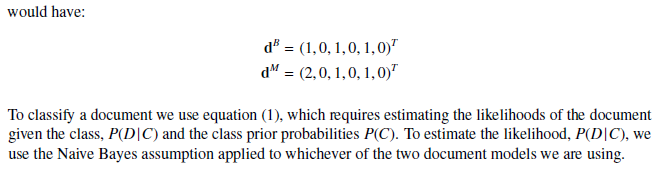 would have:
d^B = (1,0,1,0,1,0)^T
d^M = (2,0,1,0,1,0)^T
To classify a document we use equation (1), which requires estimating the likelihoods of the document
given the class, P(D|C) and the class prior probabilities P(C). To estimate the likelihood, P(D|C), we
use the Naive Bayes assumption applied to whichever of the two document models we are using.